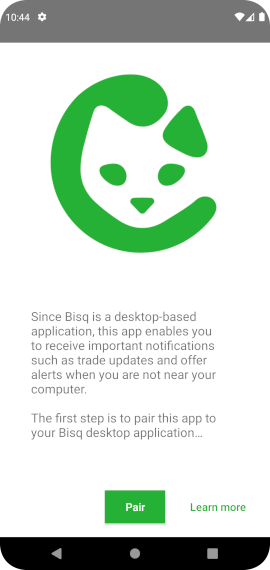 10:44
Since Bisq is a desktop-based
application, this app enables you
to receive important notifications
such as trade updates and offer
alerts when you are not near your
computer.
The first step is to pair this app to
your Bisq desktop application...
Pair
Learn more